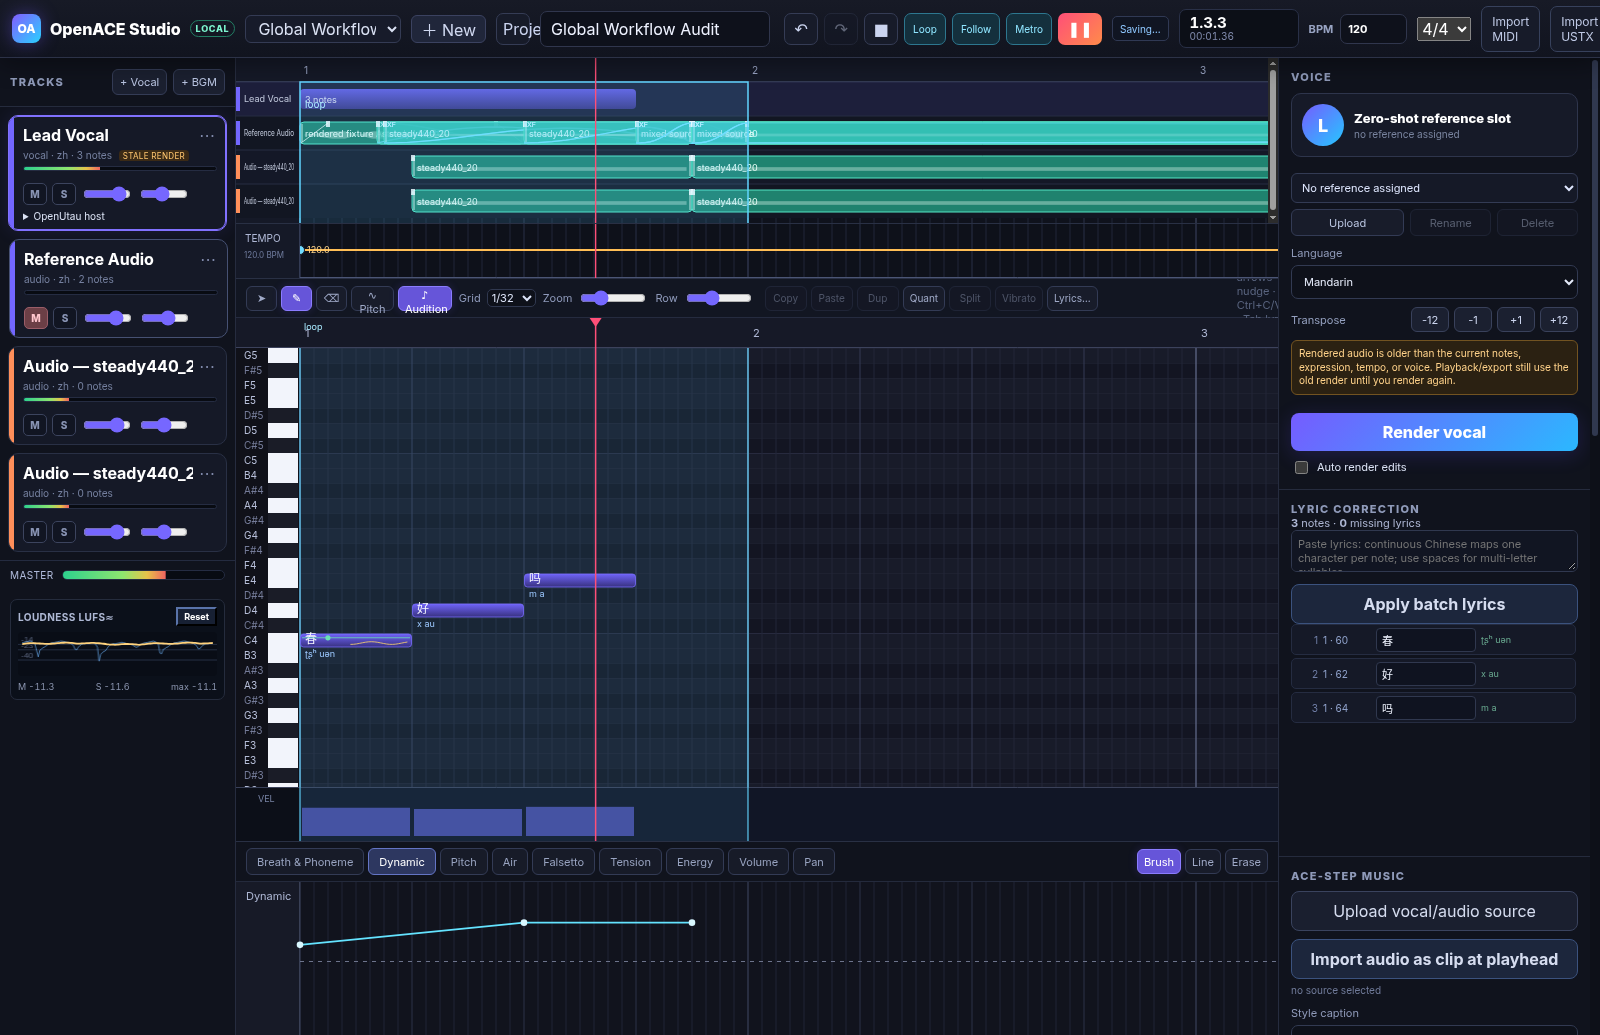 OA OpenACE Studio LOCAL Global Workflow + New Proje Global Workflow Audit Loop Follow Metro Saving... 1.3.3 BPM 120 4/4 Import MIDI Import USTX
00:01.36
TRACKS + Vocal + BGM
Lead Vocal ...
vocal · zh · 3 notes STALE RENDER
M S
▸ OpenUtau host
Reference Audio ...
audio · zh · 2 notes
M S
Audio — steady440_2 ...
audio · zh · 0 notes
M S
Audio — steady440_2 ...
audio · zh · 0 notes
M S
MASTER
LOUDNESS LUFS≈ Reset
-40
M -11.3 S -11.6 max -11.1
1 2 3
Lead Vocal 3 notes
loop
Reference Audio rendered fixture steady440_20 steady440_20 mixed sourc mixed source
Audio — steady440_20 steady440_20 steady440_20
Audio — steady440_20 steady440_20 steady440_20
TEMPO
120.0 BPM 120.0
Pitch Audition Grid 1/32 Zoom Row Copy Paste Dup Quant Split Vibrato Lyrics...
nudge ·
Ctrl+C/V
loop
1 2 3
G5
F#5
F5
E5
D#5
D5
C#5
C5
B4
A#4
A4
G#4
G4
F#4
F4
E4 吗
D#4 m a
D4 好
C#4 x au
C4 春
B3 ʈʂʰ uən
A#3
A3
G#3
G3
F#3
F3
E3
D#3
VEL
Breath & Phoneme Dynamic Pitch Air Falsetto Tension Energy Volume Pan Brush Line Erase
Dynamic
VOICE
L Zero-shot reference slot
no reference assigned
No reference assigned
Upload Rename Delete
Language
Mandarin
Transpose -12 -1 +1 +12
Rendered audio is older than the current notes,
expression, tempo, or voice. Playback/export still use the
old render until you render again.
Render vocal
Auto render edits
LYRIC CORRECTION
3 notes · 0 missing lyrics
Paste lyrics: continuous Chinese maps one
character per note; use spaces for multi-letter
Apply batch lyrics
1 1 · 60 春 ʈʂʰ uən
2 1 · 62 好 x au
3 1 · 64 吗 m a
ACE-STEP MUSIC
Upload vocal/audio source
Import audio as clip at playhead
no source selected
Style caption